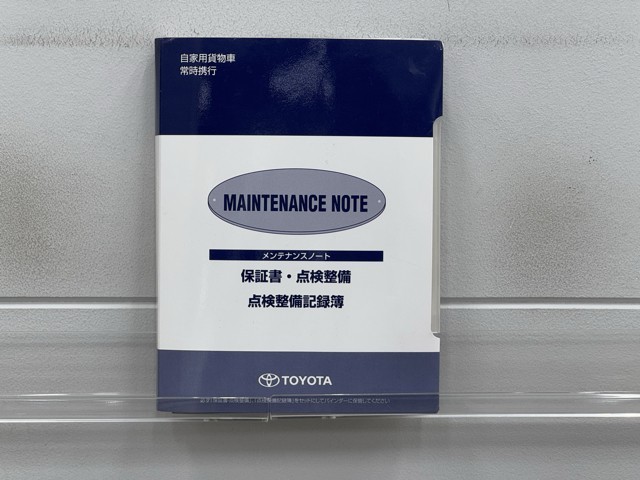 自家用貨物車
常時携行
MAINTENANCE NOTE
メンテナンスノート
保証書・点検整備
点検整備記録簿
TOYOTA